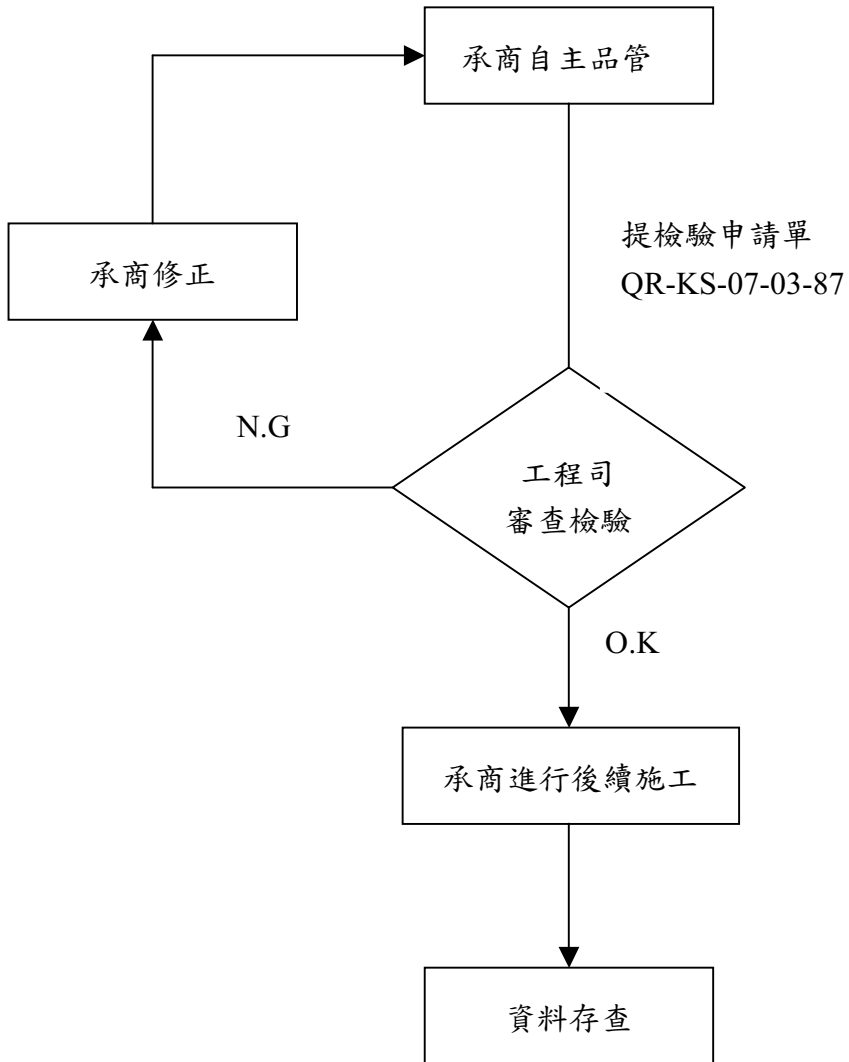 承商自主品管
提檢驗申請單
QR-KS-07-03-87
承商修正
N.G
工程司
審查檢驗
O.K
承商進行後續施工
資料存查